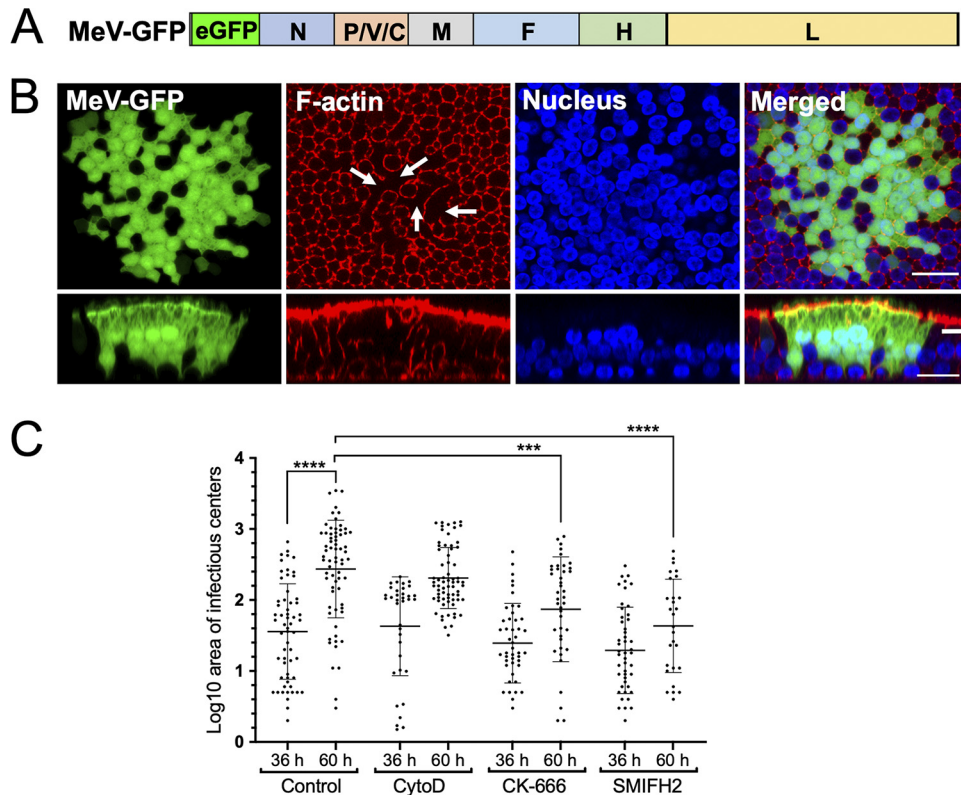 A
MeV-GFP eGFP N P/V/C M F H L
B
MeV-GFP F-actin Nucleus Merged
C
****
*** 
****
Log10 area of infectious centers
4
3
2
1
0
36 h 60 h 36 h 60 h 36 h 60 h 36 h 60 h
Control CytoD CK-666 SMIFH2